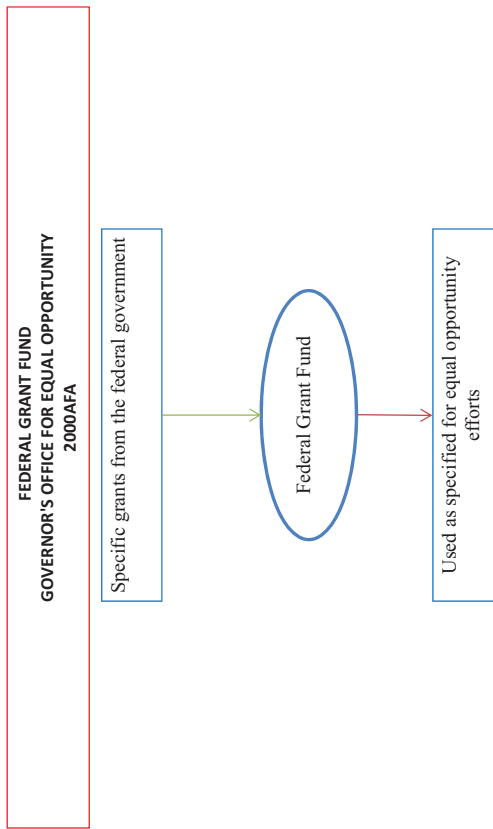 FEDERAL GRANT FUND
GOVERNOR'S OFFICE FOR EQUAL OPPORTUNITY
2000AFA
Specific grants from the federal government
Federal Grant Fund
Used as specified for equal opportunity
efforts